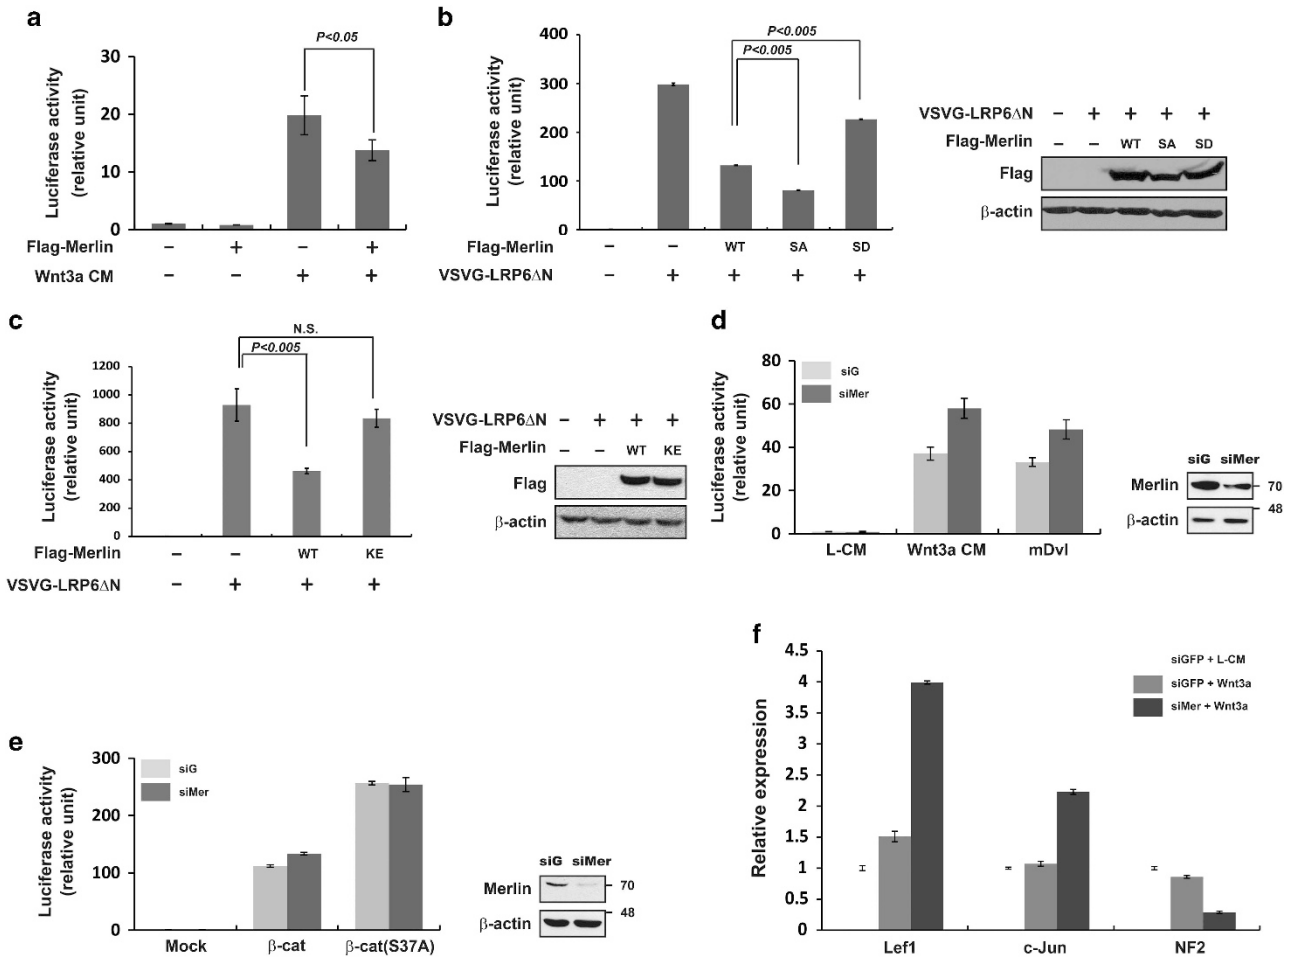 a
P<0.05
Luciferase activity
(relative unit)
30
20
10
0
Flag-Merlin – + – +
Wnt3a CM – – + +
b
P<0.005
P<0.005
Luciferase activity
(relative unit)
400
300
200
100
0
Flag-Merlin – – WT SA SD
VSVG-LRP6ΔN – + + + +
VSVG-LRP6ΔN – + + + +
Flag-Merlin – – WT SA SD
Flag
β-actin
c
N.S.
P<0.005
Luciferase activity
(relative unit)
1200
1000
800
600
400
200
0
Flag-Merlin – – WT KE
VSVG-LRP6ΔN – + + +
VSVG-LRP6ΔN – + + +
Flag-Merlin – – WT KE
Flag
β-actin
d
Luciferase activity
(relative unit)
80
60
40
20
0
siG
siMer
L-CM Wnt3a CM mDvl
siG siMer
Merlin 70
48
β-actin
e
Luciferase activity
(relative unit)
300
200
100
0
siG
siMer
Mock β-cat β-cat(S37A)
siG siMer
Merlin 70
48
β-actin
f
Relative expression
4.5
4
3.5
3
2.5
2
1.5
1
0.5
0
siGFP + L-CM
siGFP + Wnt3a
siMer + Wnt3a
Lef1 c-Jun NF2